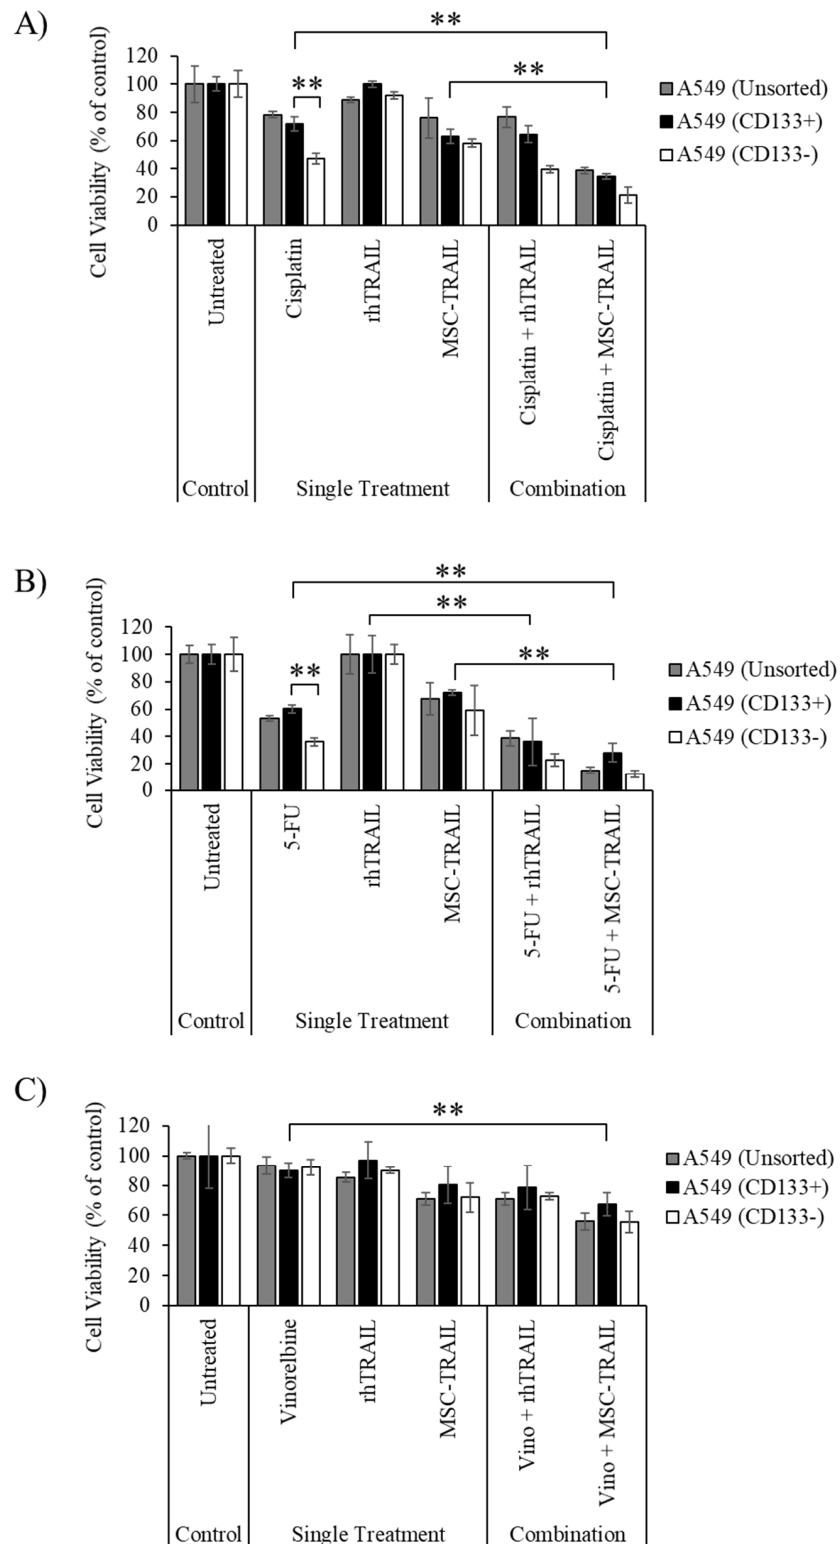 A)
**
**
**
120
100
80
60
40
20
0
Cell Viability (% of control)
A549 (Unsorted)
A549 (CD133+)
A549 (CD133-)
Untreated
Cisplatin
rhTRAIL
MSC-TRAIL
Cisplatin + rhTRAIL
Cisplatin + MSC-TRAIL
Control
Single Treatment
Combination
B)
**
**
**
**
120
100
80
60
40
20
0
Cell Viability (% of control)
A549 (Unsorted)
A549 (CD133+)
A549 (CD133-)
Untreated
5-FU
rhTRAIL
MSC-TRAIL
5-FU + rhTRAIL
5-FU + MSC-TRAIL
Control
Single Treatment
Combination
C)
**
120
100
80
60
40
20
0
Cell Viability (% of control)
A549 (Unsorted)
A549 (CD133+)
A549 (CD133-)
Untreated
Vinorelbine
rhTRAIL
MSC-TRAIL
Vino + rhTRAIL
Vino + MSC-TRAIL
Control
Single Treatment
Combination